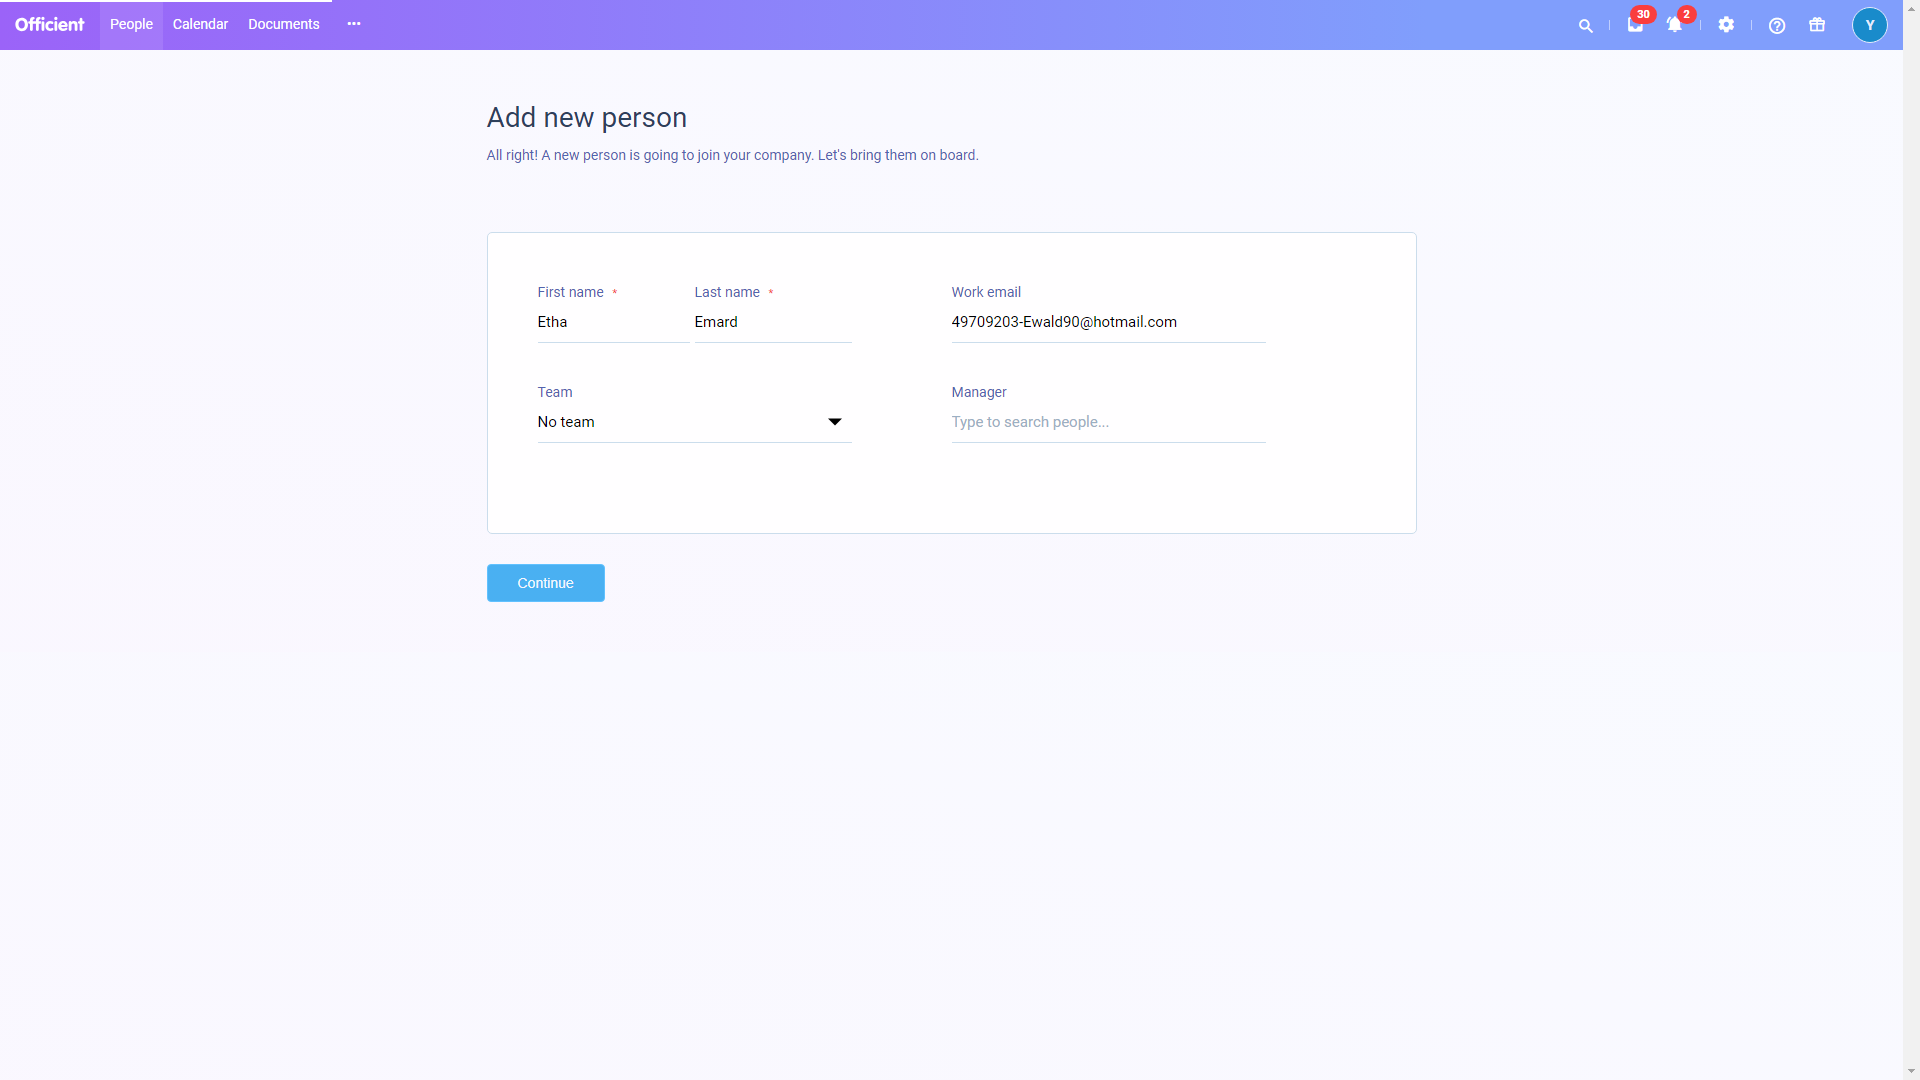 Officient People Calendar Documents 30 2 Y
Add new person
All right! A new person is going to join your company. Let's bring them on board.
First name * Last name * Work email
Etha Emard 49709203-Ewald90@hotmail.com
Team Manager
No team Type to search people...
Continue